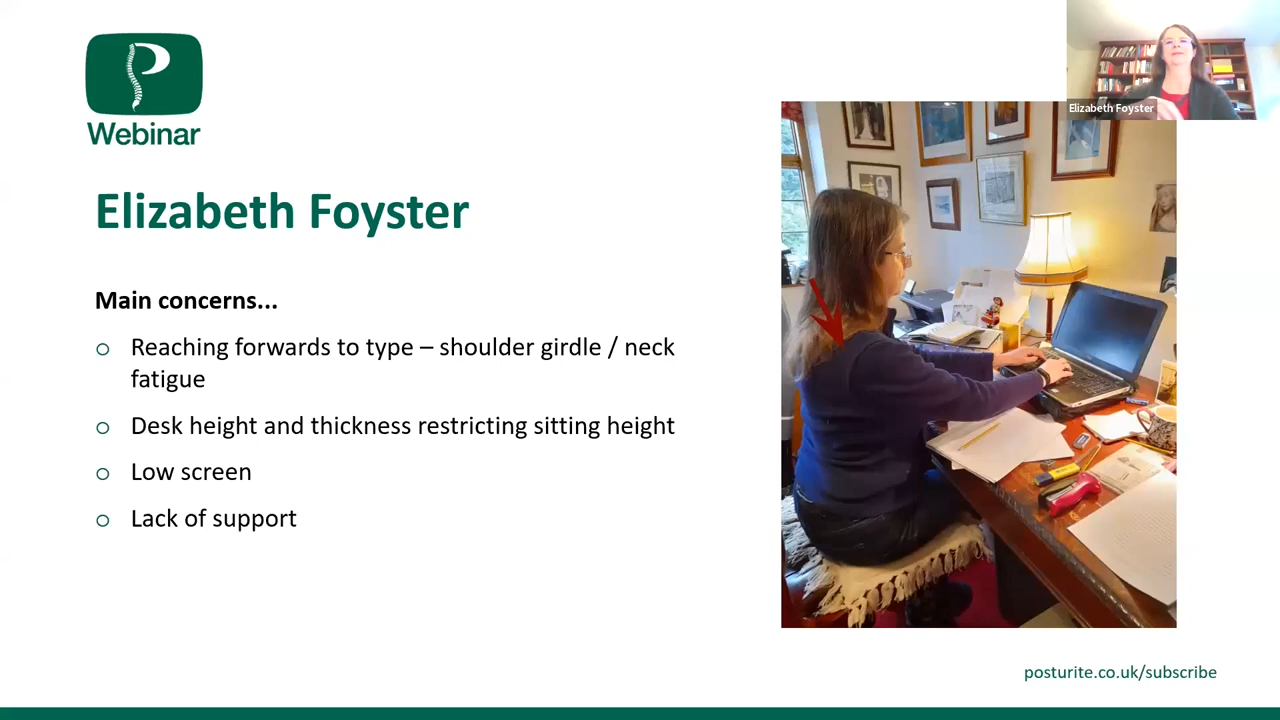 Webinar
Elizabeth Foyster
Elizabeth Foyster
Main concerns...
Reaching forwards to type – shoulder girdle / neck
fatigue
Desk height and thickness restricting sitting height
Low screen
Lack of support
posturite.co.uk/subscribe